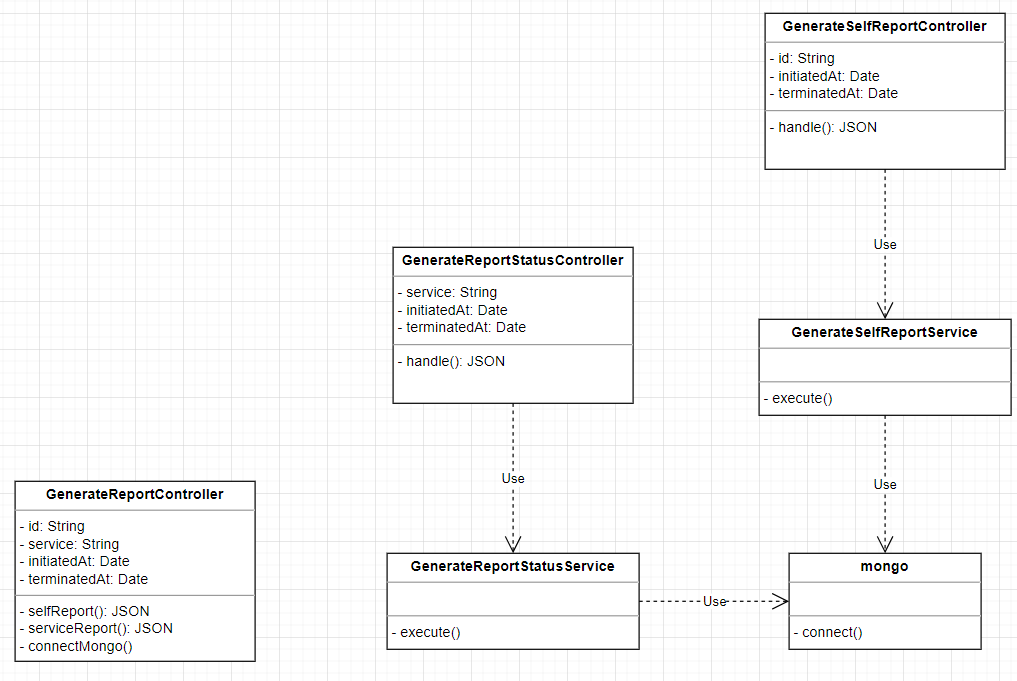 GenerateSelfReportController
- id: String
- initiatedAt: Date
- terminatedAt: Date
- handle(): JSON
Use
GenerateReportStatusController
- service: String
- initiatedAt: Date
- terminatedAt: Date
- handle(): JSON
GenerateSelfReportService
- execute()
Use
Use
GenerateReportController
- id: String
- service: String
- initiatedAt: Date
- terminatedAt: Date
- selfReport(): JSON
- serviceReport(): JSON
- connectMongo()
GenerateReportStatusService
- execute()
Use
mongo
- connect()